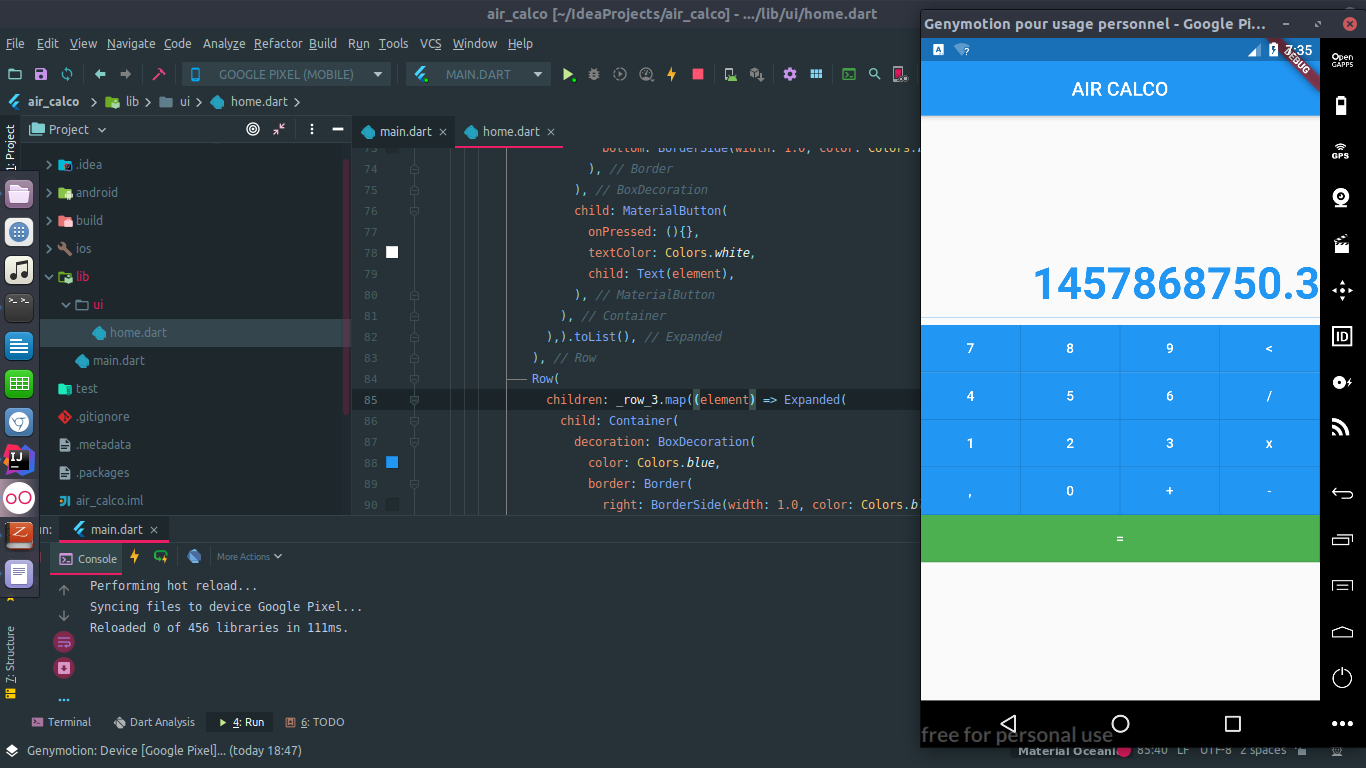 air_calco [~/IdeaProjects/air_calco] - .../lib/ui/home.dart
File Edit View Navigate Code Analyze Refactor Build Run Tools VCS Window Help
GOOGLE PIXEL (MOBILE) MAIN.DART
air_calco lib ui home.dart
Project
main.dart home.dart
1: Project
.idea
android
build
ios
lib
ui
home.dart
main.dart
test
.gitignore
.metadata
.packages
air_calco.iml
bottom: BorderSide(width: 1.0, color: Colors.
74 ), // Border
75 ), // BoxDecoration
76 child: MaterialButton(
77 onPressed: (){},
78 textColor: Colors.white,
79 child: Text(element),
80 ), // MaterialButton
81 ), // Container
82 ),).toList(), // Expanded
83 ), // Row
84 Row(
85 children: _row_3.map((element) => Expanded(
86 child: Container(
87 decoration: BoxDecoration(
88 color: Colors.blue,
89 border: Border(
90 right: BorderSide(width: 1.0, color: Colors.b
n: main.dart
Console More Actions
Performing hot reload...
Syncing files to device Google Pixel...
Reloaded 0 of 456 libraries in 111ms.
7: Structure
Terminal Dart Analysis 4: Run 6: TODO
Genymotion: Device [Google Pixel]... (today 18:47)
Material Oceanic 85:40 LF UTF-8 2 spaces
Genymotion pour usage personnel - Google Pi...
A ? 7:35
DEBUG
AIR CALCO
1457868750.3
7 8 9 <
4 5 6 /
1 2 3 x
, 0 + -
=
free for personal use
Open
GAPPS
GPS
ID
IJ